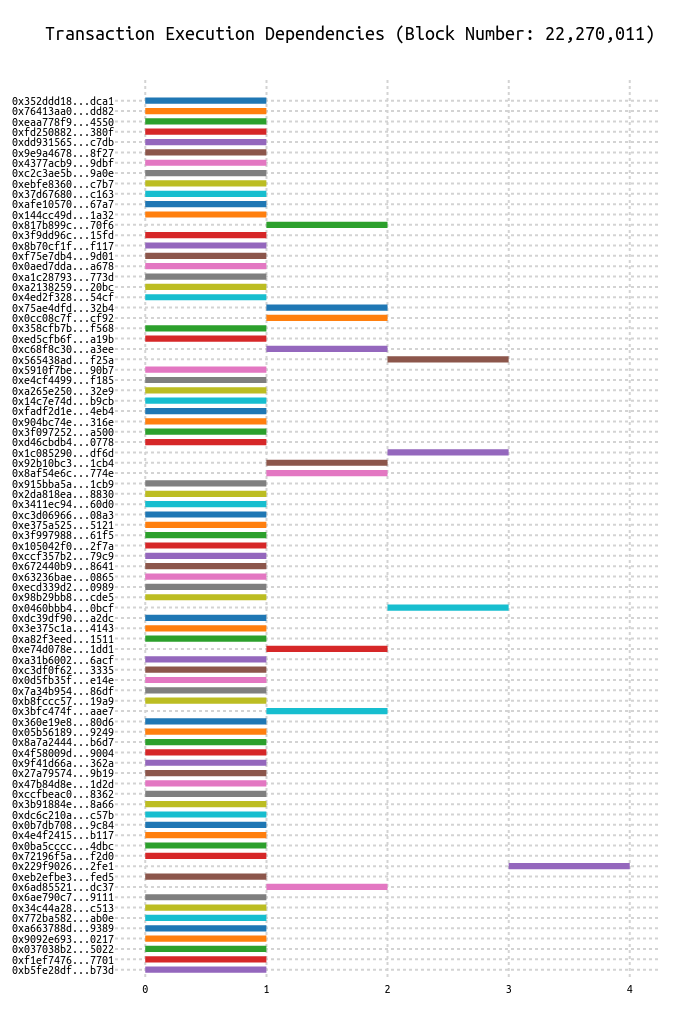 Transaction Execution Dependencies (Block Number: 22,270,011)
0x352ddd18...dca1
0x76413aa0...dd82
0xeaa778f9...4550
0xfd250882...380f
0xdd931565...c7db
0x9e9a4678...8f27
0x4377acb9...9dbf
0xc2c3ae5b...9a0e
0xebfe8360...c7b7
0x37d67680...c163
0xafe10570...67a7
0x144cc49d...1a32
0x817b899c...70f6
0x3f9dd96c...15fd
0x8b70cf1f...f117
0xf75e7db4...9d01
0x0aed7dda...a678
0xa1c28793...773d
0xa2138259...20bc
0x4ed2f328...54cf
0x75ae4dfd...32b4
0x0cc08c7f...cf92
0x358cfb7b...f568
0xed5cfb6f...a19b
0xc68f8c30...a3ee
0x565438ad...f25a
0x5910f7be...90b7
0xe4cf4499...f185
0xa265e250...32e9
0x14c7e74d...b9cb
0xfadf2d1e...4eb4
0x904bc74e...316e
0x3f097252...a500
0xd46cbdb4...0778
0x1c085290...df6d
0x92b10bc3...1cb4
0x8af54e6c...774e
0x915bba5a...1cb9
0x2da818ea...8830
0x3411ec94...60d0
0xc3d06966...08a3
0xe375a525...5121
0x3f997988...61f5
0x105042f0...2f7a
0xccf357b2...79c9
0x672440b9...8641
0x63236bae...0865
0xecd339d2...0989
0x98b29bb8...cde5
0x0460bbb4...0bcf
0xdc39df90...a2dc
0x3e375c1a...4143
0xa82f3eed...1511
0xe74d078e...1dd1
0xa31b6002...6acf
0xc3df0f62...3335
0x0d5fb35f...e14e
0x7a34b954...86df
0xb8fccc57...19a9
0x3bfc474f...aae7
0x360e19e8...80d6
0x05b56189...9249
0x8a7a2444...b6d7
0x4f58009d...9004
0x9f41d66a...362a
0x27a79574...9b19
0x47b84d8e...1d2d
0xccfbeac0...8362
0x3b91884e...8a66
0xdc6c210a...c57b
0x0b7db708...9c84
0x4e4f2415...b117
0x0ba5cccc...4dbc
0x72196f5a...f2d0
0x229f9026...2fe1
0xeb2efbe3...fed5
0x6ad85521...dc37
0x6ae790c7...9111
0x34c44a28...c513
0x772ba582...ab0e
0xa663788d...9389
0x9092e693...0217
0x037038b2...5022
0xf1ef7476...7701
0xb5fe28df...b73d
0 1 2 3 4